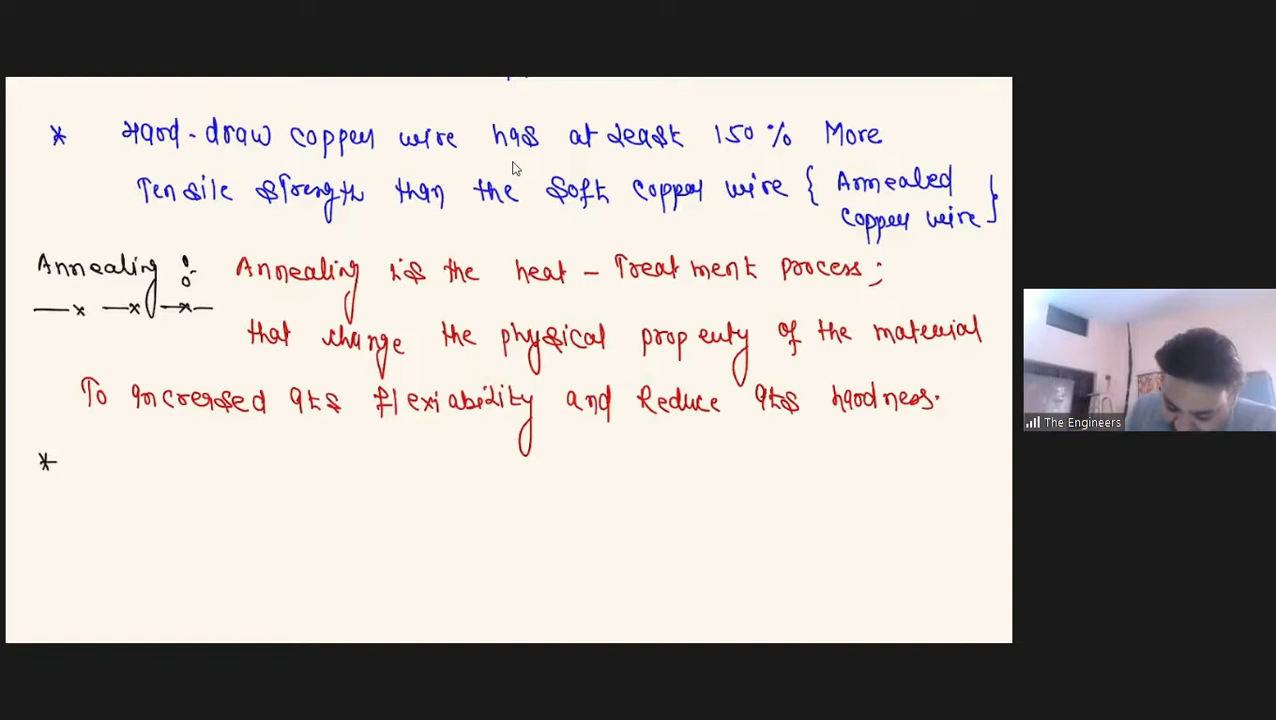 * Hard-draw copper wire has at least 150 % More
Tensile strength than the soft copper wire { Annealed
copper wire }
Annealing : Annealing is the heat - Treatment process;
that change the physical property of the material
To increased its flexiability and Reduce its hardness.
*
The Engineers